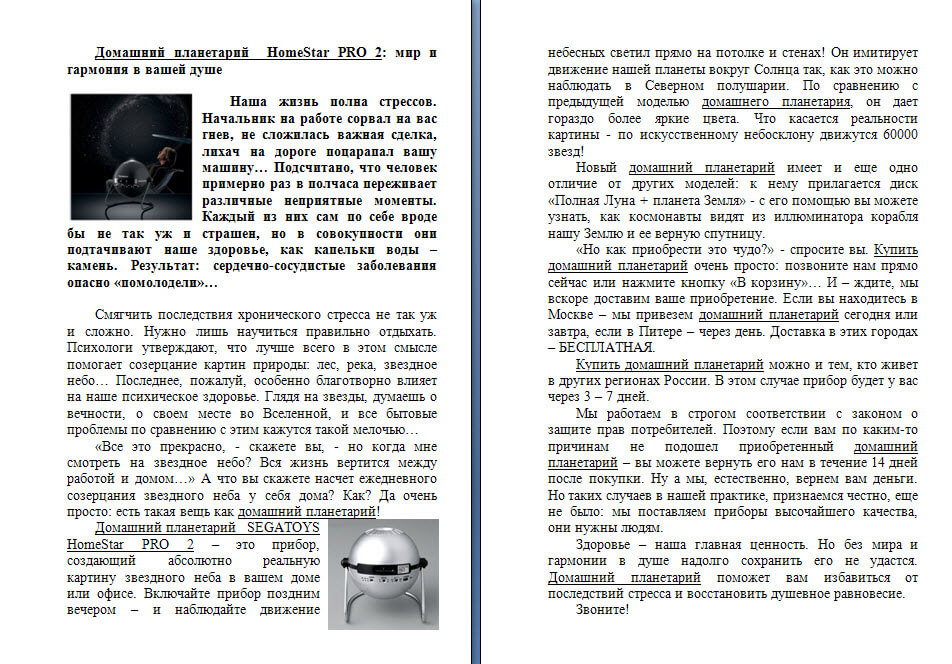 Домашний планетарий HomeStar PRO 2: мир и
гармония в вашей душе
Наша жизнь полна стрессов.
Начальник на работе сорвал на вас
гнев, не сложилась важная сделка,
лихач на дороге поцарапал вашу
машину… Подсчитано, что человек
примерно раз в полчаса переживает
различные неприятные моменты.
Каждый из них сам по себе вроде
бы не так уж и страшен, но в совокупности они
подтачивают наше здоровье, как капельки воды –
камень. Результат: сердечно-сосудистые заболевания
опасно «помолодели»…
Смягчить последствия хронического стресса не так уж
и сложно. Нужно лишь научиться правильно отдыхать.
Психологи утверждают, что лучше всего в этом смысле
помогает созерцание картин природы: лес, река, звездное
небо… Последнее, пожалуй, особенно благотворно влияет
на наше психическое здоровье. Глядя на звезды, думаешь о
вечности, о своем месте во Вселенной, и все бытовые
проблемы по сравнению с этим кажутся такой мелочью…
«Все это прекрасно, - скажете вы, - но когда мне
смотреть на звездное небо? Вся жизнь вертится между
работой и домом…» А что вы скажете насчет ежедневного
созерцания звездного неба у себя дома? Как? Да очень
просто: есть такая вещь как домашний планетарий!
Домашний планетарий SEGATOYS
HomeStar PRO 2 – это прибор,
создающий абсолютно реальную
картину звездного неба в вашем доме
или офисе. Включайте прибор поздним
вечером – и наблюдайте движение
небесных светил прямо на потолке и стенах! Он имитирует
движение нашей планеты вокруг Солнца так, как это можно
наблюдать в Северном полушарии. По сравнению с
предыдущей моделью домашнего планетария, он дает
гораздо более яркие цвета. Что касается реальности
картины - по искусственному небосклону движутся 60000
звезд!
Новый домашний планетарий имеет и еще одно
отличие от других моделей: к нему прилагается диск
«Полная Луна + планета Земля» - с его помощью вы можете
узнать, как космонавты видят из иллюминатора корабля
нашу Землю и ее верную спутницу.
«Но как приобрести это чудо?» - спросите вы. Купить
домашний планетарий очень просто: позвоните нам прямо
сейчас или нажмите кнопку «В корзину»… И – ждите, мы
вскоре доставим ваше приобретение. Если вы находитесь в
Москве – мы привезем домашний планетарий сегодня или
завтра, если в Питере – через день. Доставка в этих городах
– БЕСПЛАТНАЯ.
Купить домашний планетарий можно и тем, кто живет
в других регионах России. В этом случае прибор будет у вас
через 3 – 7 дней.
Мы работаем в строгом соответствии с законом о
защите прав потребителей. Поэтому если вам по каким-то
причинам не подошел приобретенный домашний
планетарий – вы можете вернуть его нам в течение 14 дней
после покупки. Ну а мы, естественно, вернем вам деньги.
Но таких случаев в нашей практике, признаемся честно, еще
не было: мы поставляем приборы высочайшего качества,
они нужны людям.
Здоровье – наша главная ценность. Но без мира и
гармонии в душе надолго сохранить его не удастся.
Домашний планетарий поможет вам избавиться от
последствий стресса и восстановить душевное равновесие.
Звоните!